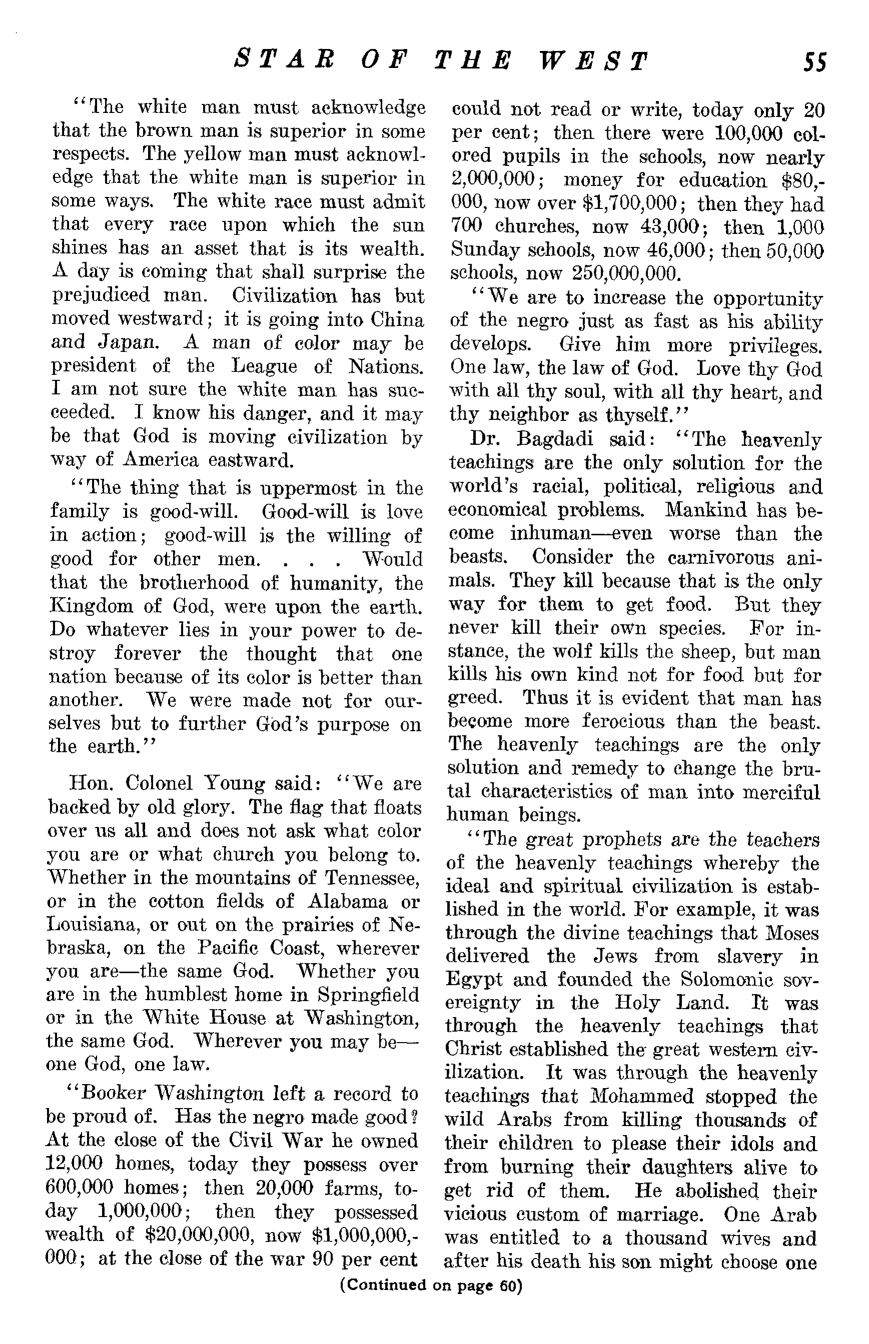 STAR OF THE WEST 55
"The white man must acknowledge
that the brown man is superior in some
respects. The yellow man must acknowl-
edge that the white man is superior in
some ways. The white race must admit
that every race upon which the sun
shines has an asset that is its wealth.
A day is coming that shall surprise the
prejudiced man. Civilization has but
moved westward; it is going into China
and Japan. A man of color may be
president of the League of Nations.
I am not sure the white man has suc-
ceeded. I know his danger, and it may
be that God is moving civilization by
way of America eastward.
"The thing that is uppermost in the
family is good-will. Good-will is love
in action; good-will is the willing of
good for other men. . . . Would
that the brotherhood of humanity, the
Kingdom of God, were upon the earth.
Do whatever lies in your power to de-
stroy forever the thought that one
nation because of its color is better than
another. We were made not for our-
selves but to further God's purpose on
the earth."
Hon. Colonel Young said: "We are
backed by old glory. The flag that floats
over us all and does not ask what color
you are or what church you belong to.
Whether in the mountains of Tennessee,
or in the cotton fields of Alabama or
Louisiana, or out on the prairies of Ne-
braska, on the Pacific Coast, wherever
you are—the same God. Whether you
are in the humblest home in Springfield
or in the White House at Washington,
the same God. Wherever you may be—
one God, one law.
"Booker Washington left a record to
be proud of. Has the negro made good?
At the close of the Civil War he owned
12,000 homes, today they possess over
600,000 homes; then 20,000 farms, to-
day 1,000,000; then they possessed
wealth of $20,000,000, now $1,000,000,-
000; at the close of the war 90 per cent
could not read or write, today only 20
per cent; then there were 100,000 col-
ored pupils in the schools, now nearly
2,000,000; money for education $80,-
000, now over $1,700,000; then they had
700 churches, now 43,000; then 1,000
Sunday schools, now 46,000; then 50,000
schools, now 250,000,000.
"We are to increase the opportunity
of the negro just as fast as his ability
develops. Give him more privileges.
One law, the law of God. Love thy God
with all thy soul, with all thy heart, and
thy neighbor as thyself."
Dr. Bagdadi said: "The heavenly
teachings are the only solution for the
world's racial, political, religious and
economical problems. Mankind has be-
come inhuman—even worse than the
beasts. Consider the carnivorous ani-
mals. They kill because that is the only
way for them to get food. But they
never kill their own species. For in-
stance, the wolf kills the sheep, but man
kills his own kind not for food but for
greed. Thus it is evident that man has
become more ferocious than the beast.
The heavenly teachings are the only
solution and remedy to change the bru-
tal characteristics of man into merciful
human beings.
"The great prophets are the teachers
of the heavenly teachings whereby the
ideal and spiritual civilization is estab-
lished in the world. For example, it was
through the divine teachings that Moses
delivered the Jews from slavery in
Egypt and founded the Solomonic sov-
ereignty in the Holy Land. It was
through the heavenly teachings that
Christ established the great western civ-
ilization. It was through the heavenly
teachings that Mohammed stopped the
wild Arabs from killing thousands of
their children to please their idols and
from burning their daughters alive to
get rid of them. He abolished their
vicious custom of marriage. One Arab
was entitled to a thousand wives and
after his death his son might choose one
(Continued on page 60)